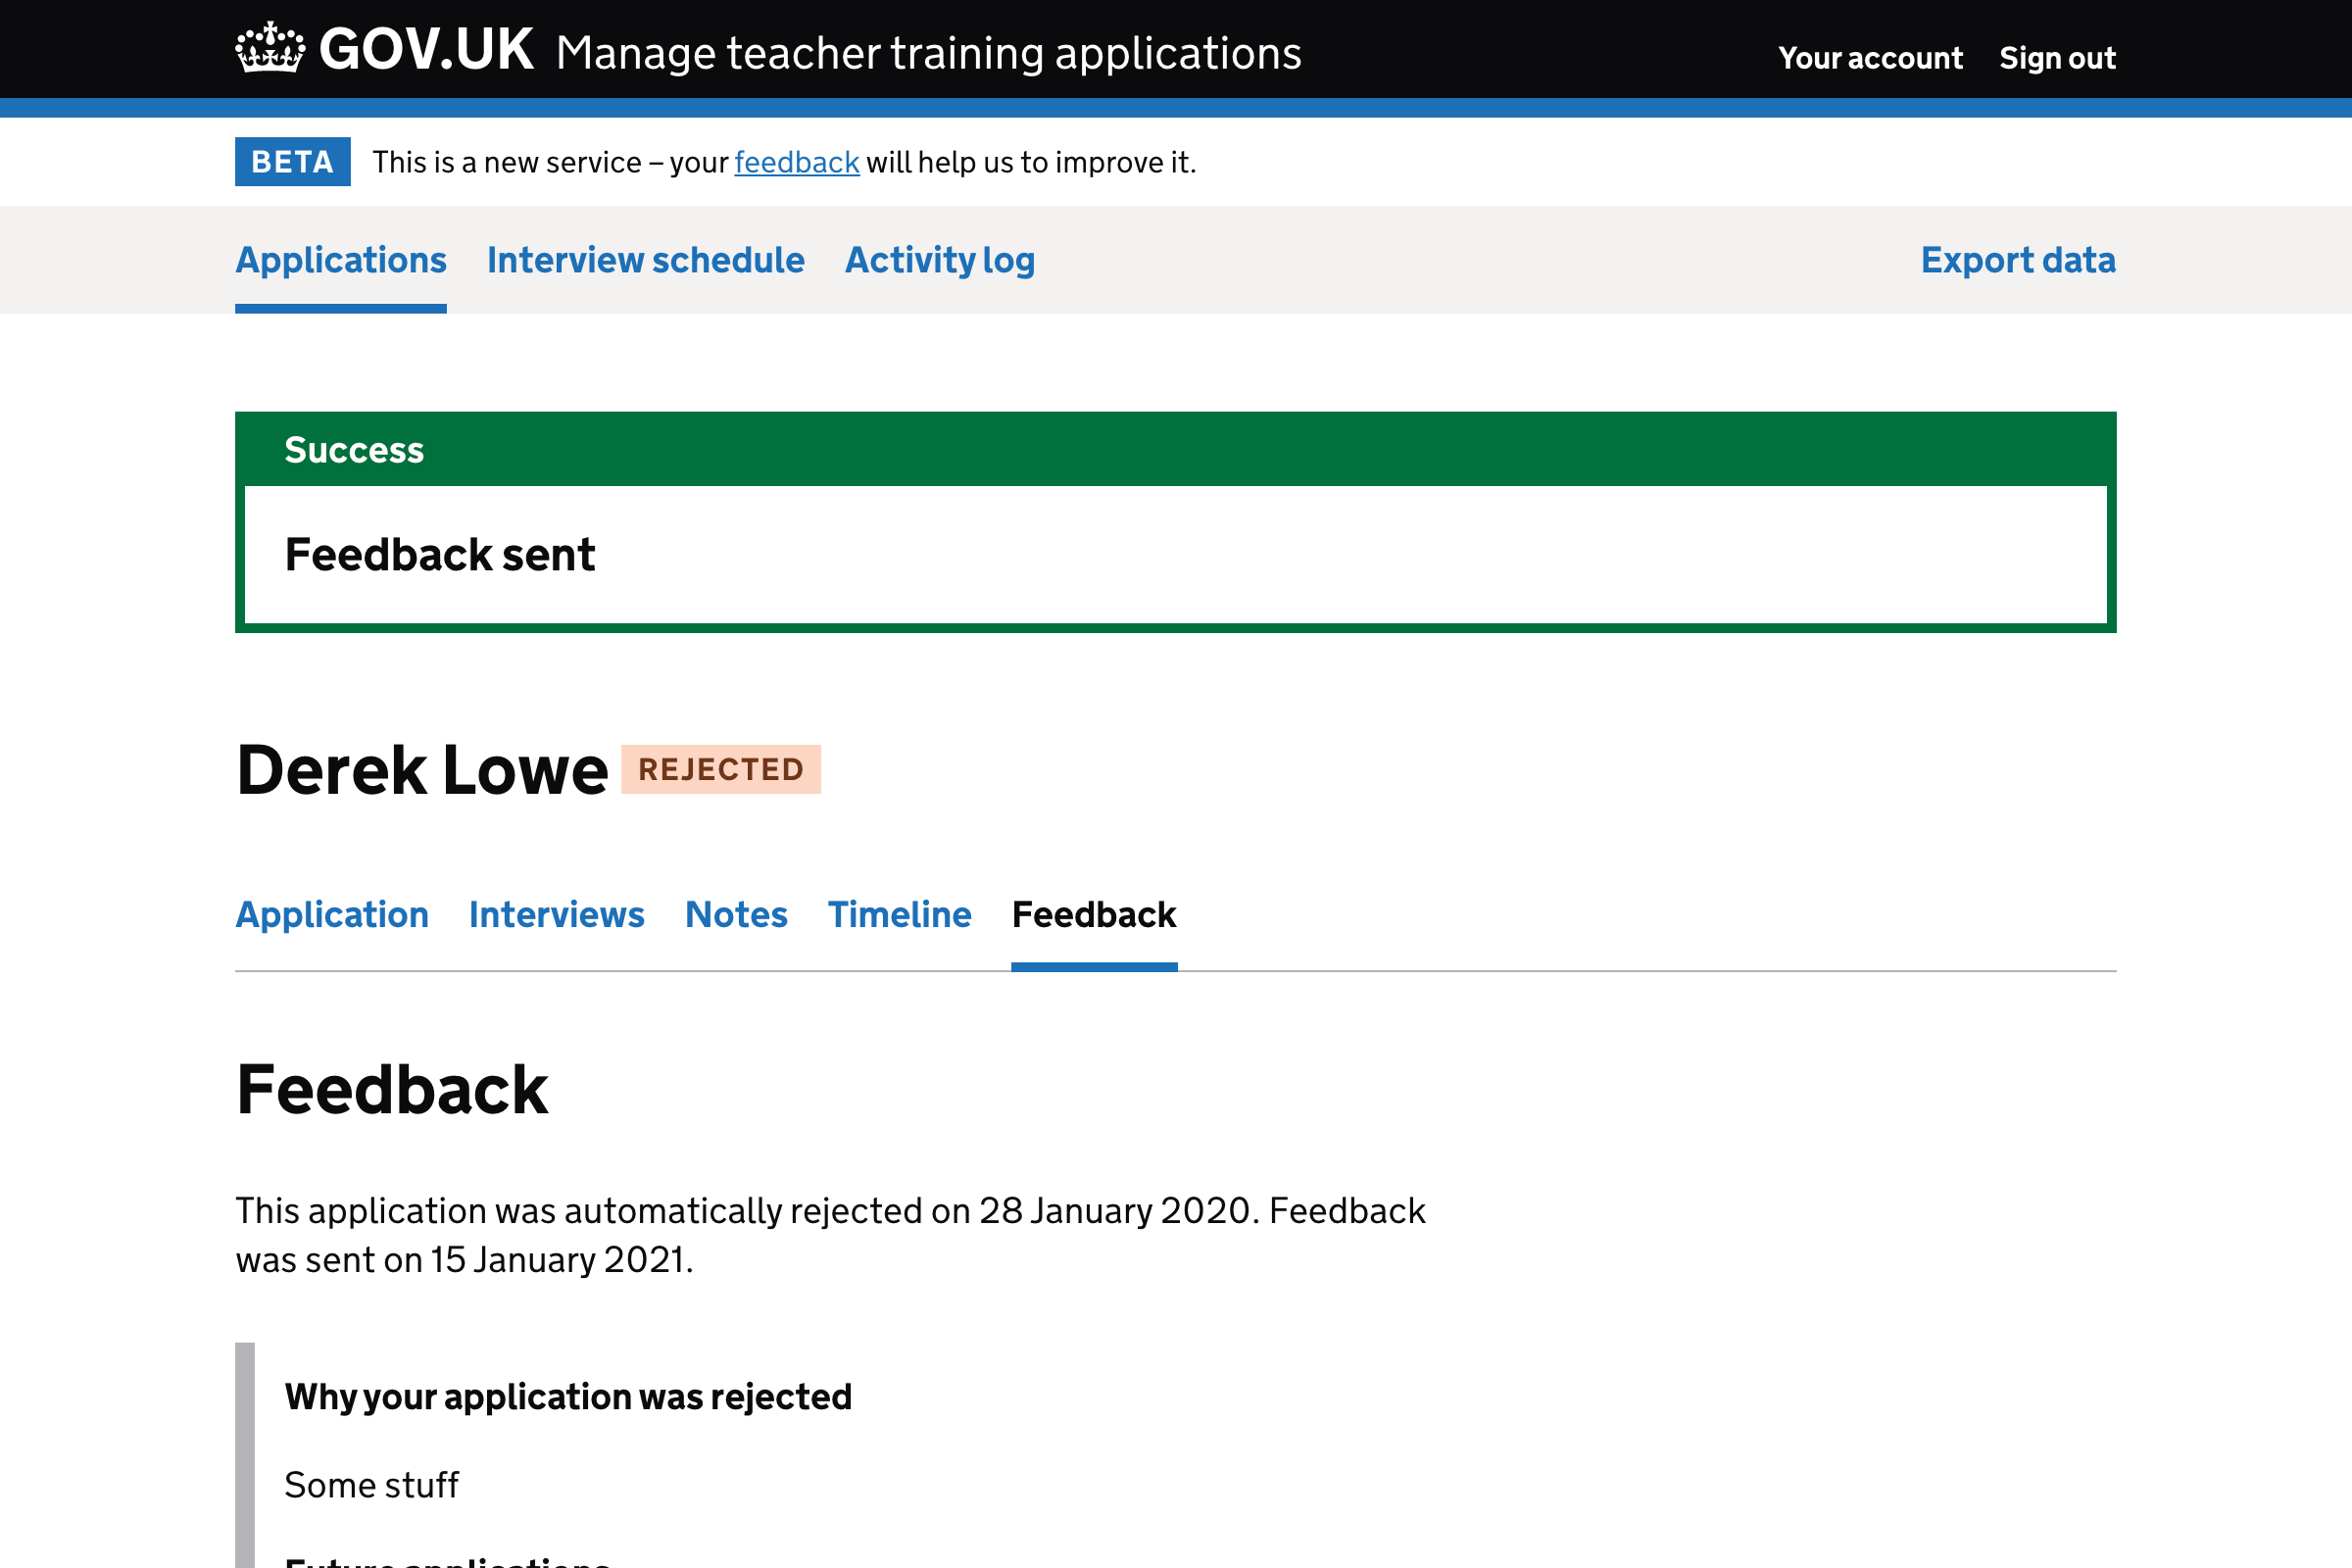 GOV.UK Manage teacher training applications Your account Sign out
BETA This is a new service – your feedback will help us to improve it.
Applications Interview schedule Activity log Export data
Success
Feedback sent
Derek Lowe REJECTED
Application Interviews Notes Timeline Feedback
Feedback
This application was automatically rejected on 28 January 2020. Feedback
was sent on 15 January 2021.
Why your application was rejected
Some stuff
Future applications